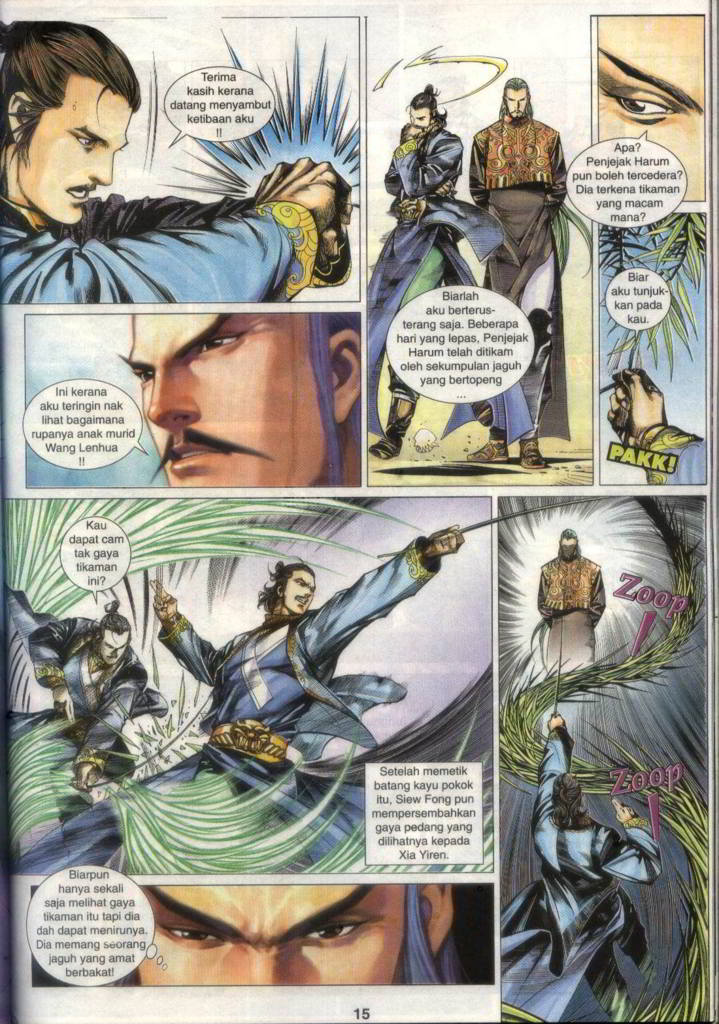 Terima
kasih kerana
datang menyambut
ketibaan aku
!!
Ini kerana
aku teringin nak
lihat bagaimana
rupanya anak murid
Wang Lenhua
!!
Biarlah
aku berterus-
terang saja. Beberapa
hari yang lepas, Penjejak
Harum telah ditikam
oleh sekumpulan jaguh
yang bertopeng
...
Apa?
Penjejak Harum
pun boleh tercedera?
Dia terkena tikaman
yang macam
mana?
Biar
aku tunjuk-
kan pada
kau.
PAKK!
Kau
dapat cam
tak gaya
tikaman
ini?
Setelah memetik
batang kayu pokok
itu, Siew Fong pun
mempersembahkan
gaya pedang yang
dilihatnya kepada
Xia Yiren.
Zoop
!
Zoop
!
Biarpun
hanya sekali
saja melihat gaya
tikaman itu tapi dia
dah dapat menirunya.
Dia memang seorang
jaguh yang amat
berbakat!
15